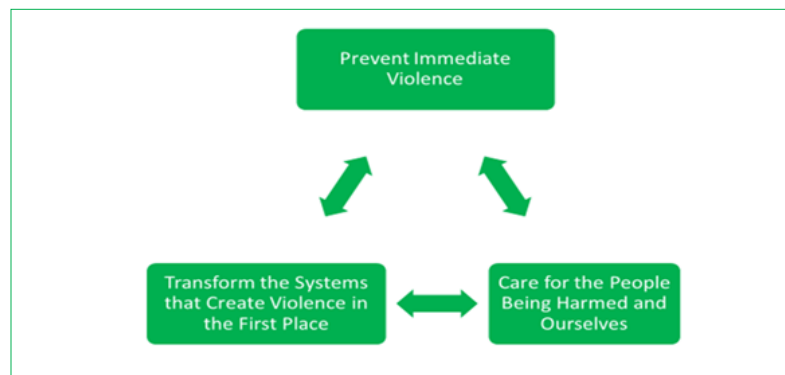 Prevent Immediate
Violence
Transform the Systems
that Create Violence in
the First Place
Care for the People
Being Harmed and
Ourselves